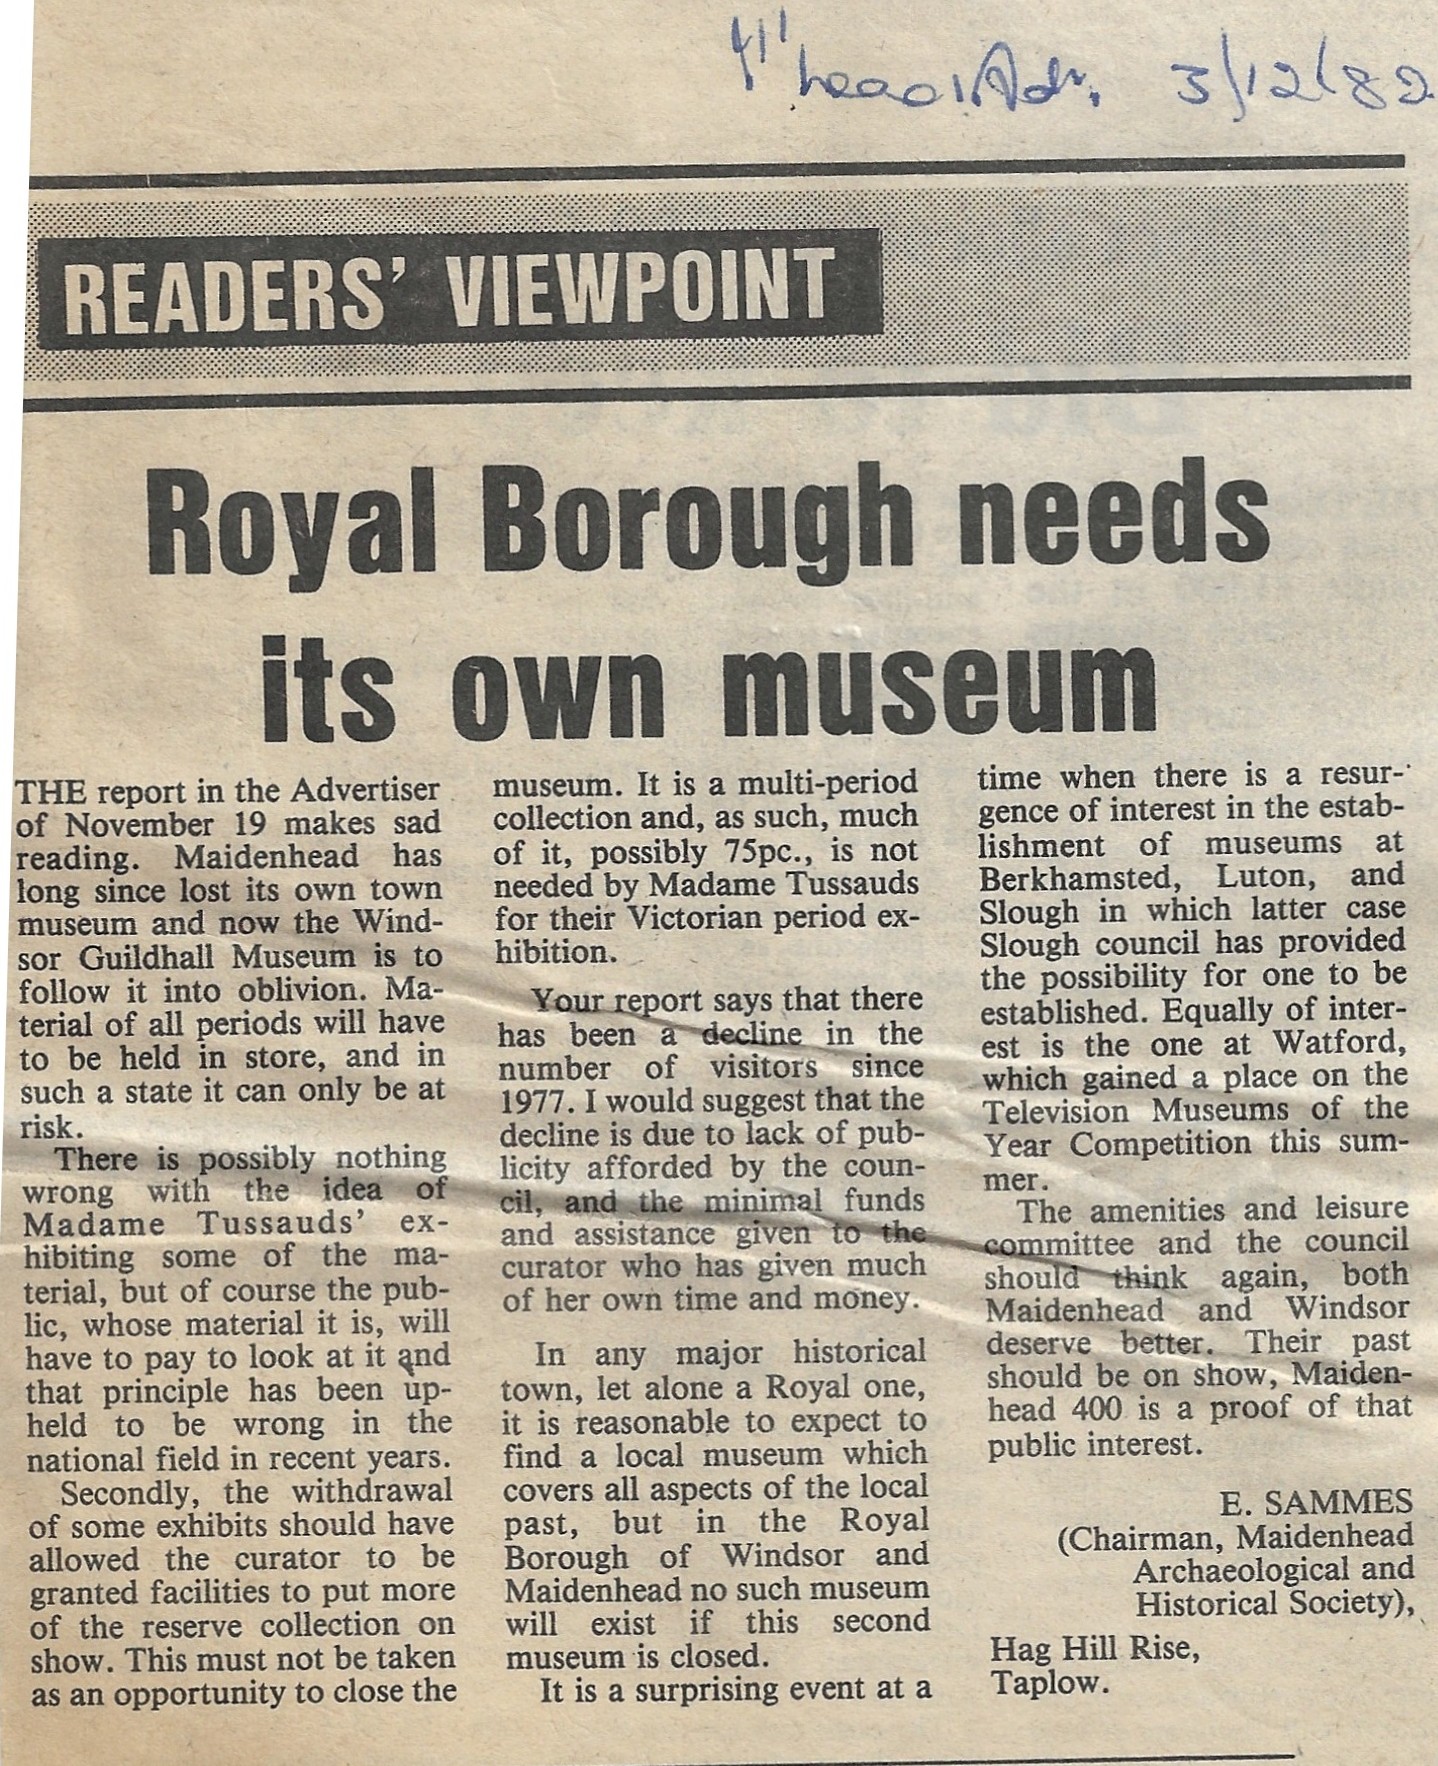 M'head Adv. 3/12/82
READERS' VIEWPOINT
Royal Borough needs
its own museum
THE report in the Advertiser
of November 19 makes sad
reading. Maidenhead has
long since lost its own town
museum and now the Wind-
sor Guildhall Museum is to
follow it into oblivion. Ma-
terial of all periods will have
to be held in store, and in
such a state it can only be at
risk.
There is possibly nothing
wrong with the idea of
Madame Tussauds' ex-
hibiting some of the ma-
terial, but of course the pub-
lic, whose material it is, will
have to pay to look at it and
that principle has been up-
held to be wrong in the
national field in recent years.
Secondly, the withdrawal
of some exhibits should have
allowed the curator to be
granted facilities to put more
of the reserve collection on
show. This must not be taken
as an opportunity to close the
museum. It is a multi-period
collection and, as such, much
of it, possibly 75pc., is not
needed by Madame Tussauds
for their Victorian period ex-
hibition.
Your report says that there
has been a decline in the
number of visitors since
1977. I would suggest that the
decline is due to lack of pub-
licity afforded by the coun-
cil, and the minimal funds
and assistance given to the
curator who has given much
of her own time and money.
In any major historical
town, let alone a Royal one,
it is reasonable to expect to
find a local museum which
covers all aspects of the local
past, but in the Royal
Borough of Windsor and
Maidenhead no such museum
will exist if this second
museum is closed.
It is a surprising event at a
time when there is a resur-
gence of interest in the estab-
lishment of museums at
Berkhamsted, Luton, and
Slough in which latter case
Slough council has provided
the possibility for one to be
established. Equally of inter-
est is the one at Watford,
which gained a place on the
Television Museums of the
Year Competition this sum-
mer.
The amenities and leisure
committee and the council
should think again, both
Maidenhead and Windsor
deserve better. Their past
should be on show, Maiden-
head 400 is a proof of that
public interest.
E. SAMMES
(Chairman, Maidenhead
Archaeological and
Historical Society),
Hag Hill Rise,
Taplow.